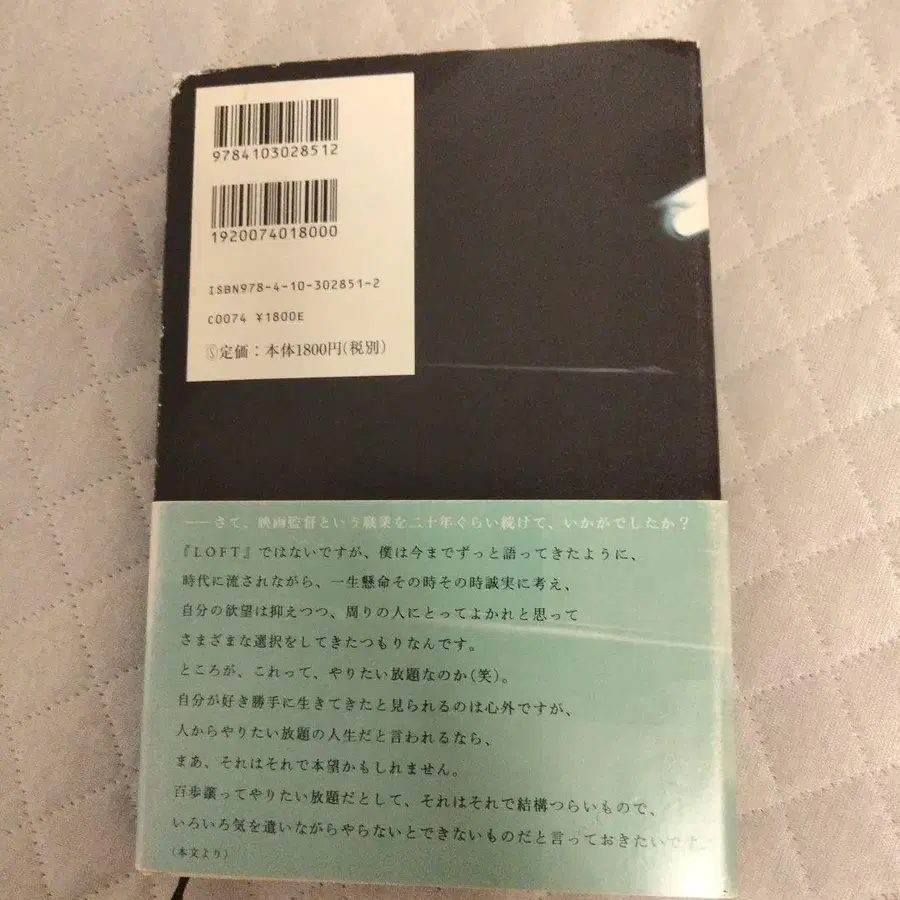 9784103028512
1920074018000
ISBN978-4-10-302851-2
C0074 ¥1800E
Ⓢ定価：本体1800円(税別)
――さて、映画監督という職業を二十年ぐらい続けて、いかがでしたか？
『LOFT』ではないですが、僕は今までずっと語ってきたように、
時代に流されながら、一生懸命その時その時誠実に考え、
自分の欲望は抑えつつ、周りの人にとってよかれと思って
さまざまな選択をしてきたつもりなんです。
ところが、これって、やりたい放題なのか(笑)。
自分が好き勝手に生きてきたと見られるのは心外ですが、
人からやりたい放題の人生だと言われるなら、
まあ、それはそれで本望かもしれません。
百歩譲ってやりたい放題だとして、それはそれで結構つらいもので、
いろいろ気を遣いながらやらないとできないものだと言っておきたいです。
(本文より)